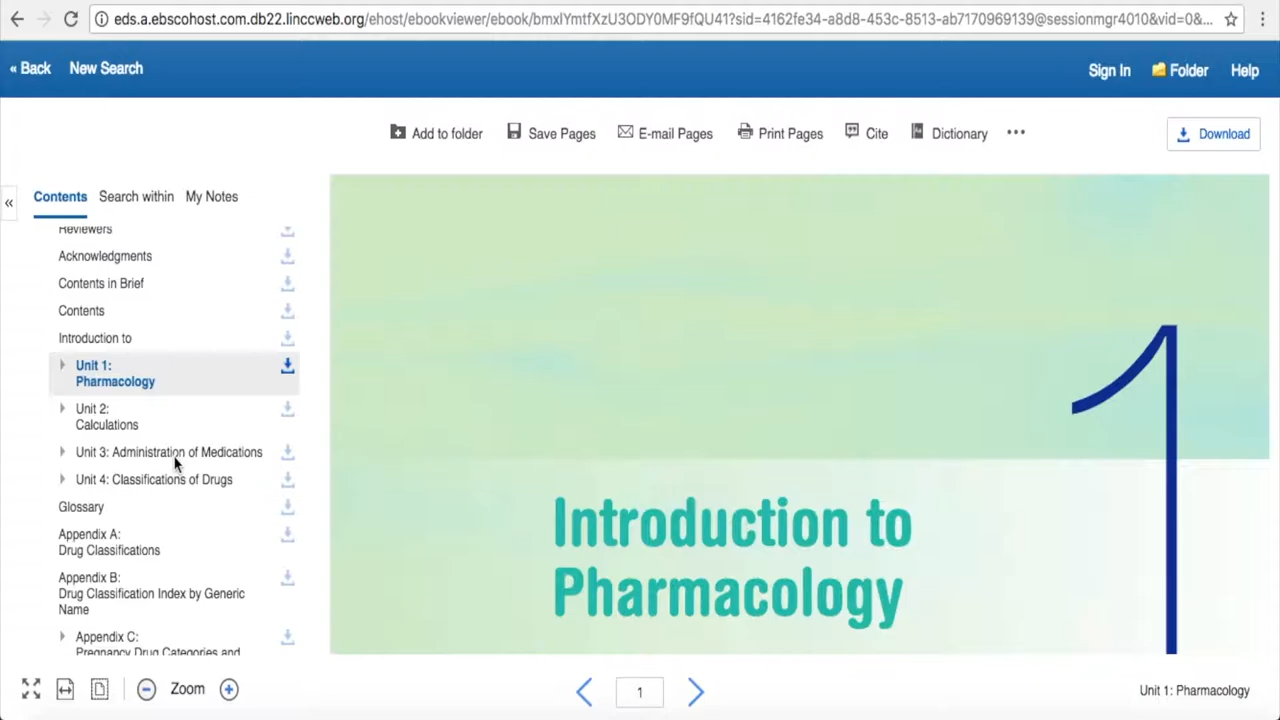 eds.a.ebscohost.com.db22.linccweb.org/ehost/ebookviewer/ebook/bmxlYmtfXzU3ODY0MF9fQU41?sid=4162fe34-a8d8-453c-8513-ab7170969139@sessionmgr4010&vid=0&...
« Back New Search Sign In Folder Help
Add to folder Save Pages E-mail Pages Print Pages Cite Dictionary ••• Download
« Contents Search within My Notes
Reviewers
Acknowledgments
Contents in Brief
Contents
Introduction to
Unit 1:
Pharmacology
Unit 2:
Calculations
Unit 3: Administration of Medications
Unit 4: Classifications of Drugs
Glossary
Appendix A:
Drug Classifications
Appendix B:
Drug Classification Index by Generic
Name
Appendix C:
Pregnancy Drug Categories and
1
Introduction to
Pharmacology
Zoom 1 Unit 1: Pharmacology